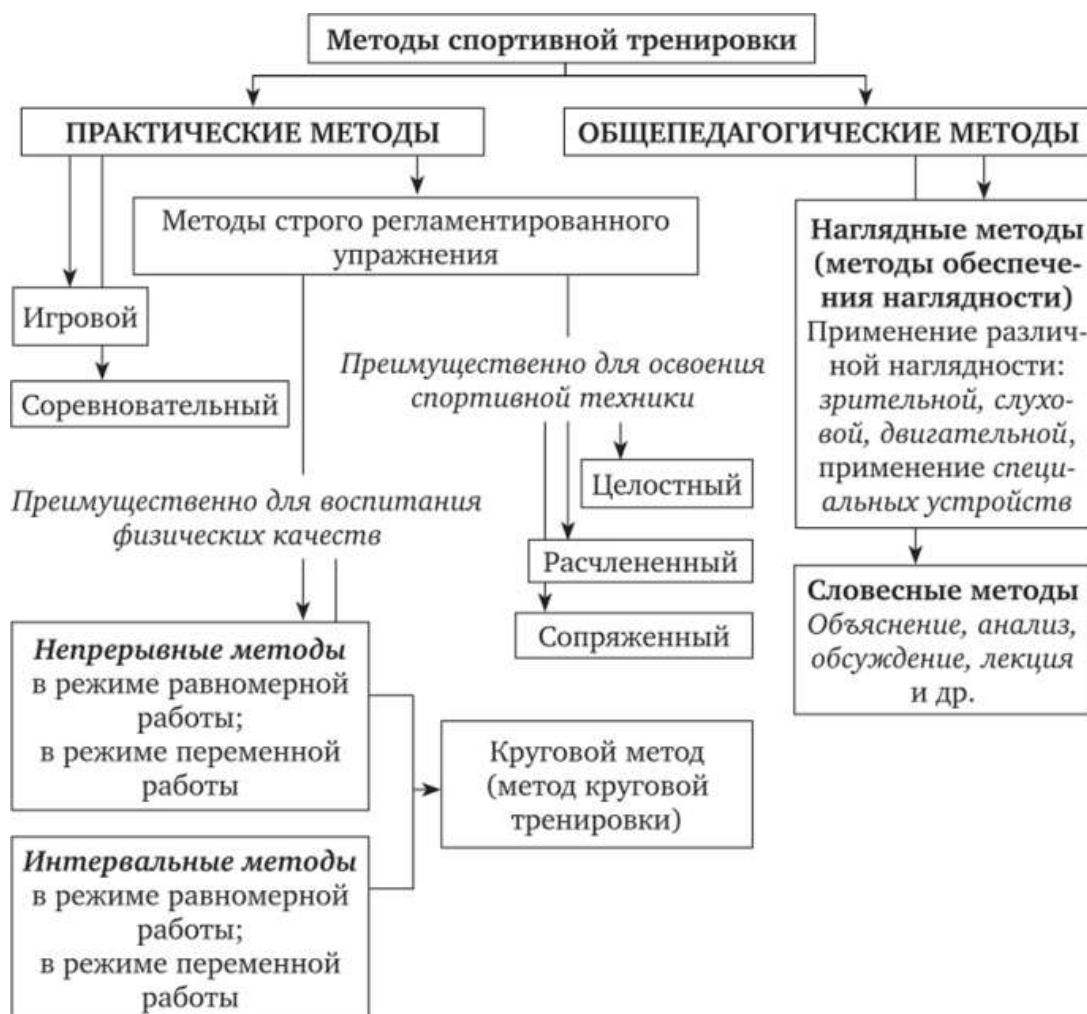 Методы спортивной тренировки
ПРАКТИЧЕСКИЕ МЕТОДЫ
ОБЩЕПЕДАГОГИЧЕСКИЕ МЕТОДЫ
Методы строго регламентированного
упражнения
Игровой
Соревновательный
Преимущественно для освоения
спортивной техники
Целостный
Расчлененный
Сопряженный
Преимущественно для воспитания
физических качеств
Непрерывные методы
в режиме равномерной
работы;
в режиме переменной
работы
Интервальные методы
в режиме равномерной
работы;
в режиме переменной
работы
Круговой метод
(метод круговой
тренировки)
Наглядные методы
(методы обеспече-
ния наглядности)
Применение различ-
ной наглядности:
зрительной, слухо-
вой, двигательной,
применение специ-
альных устройств
Словесные методы
Объяснение, анализ,
обсуждение, лекция
и др.